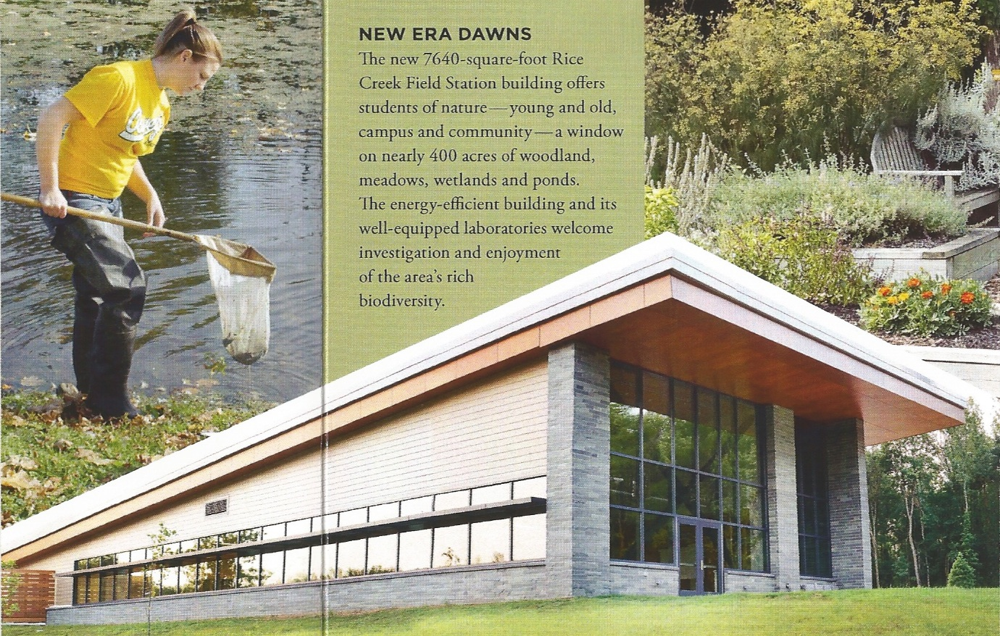 NEW ERA DAWNS
The new 7640-square-foot Rice
Creek Field Station building offers
students of nature—young and old,
campus and community—a window
on nearly 400 acres of woodland,
meadows, wetlands and ponds.
The energy-efficient building and its
well-equipped laboratories welcome
investigation and enjoyment
of the area's rich
biodiversity.